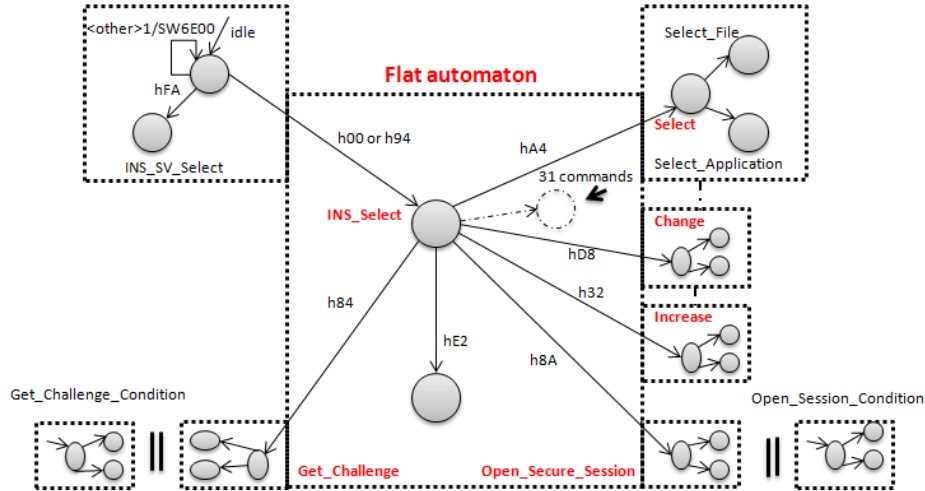 <other>1/SW6E00
idle
hFA
INS_SV_Select
Flat automaton
h00 or h94
hA4
Select_File
Select
Select_Application
31 commands
INS_Select
Change
hD8
h32
Increase
h84
hE2
h8A
Get_Challenge_Condition
Open_Session_Condition
Get_Challenge
Open_Secure_Session